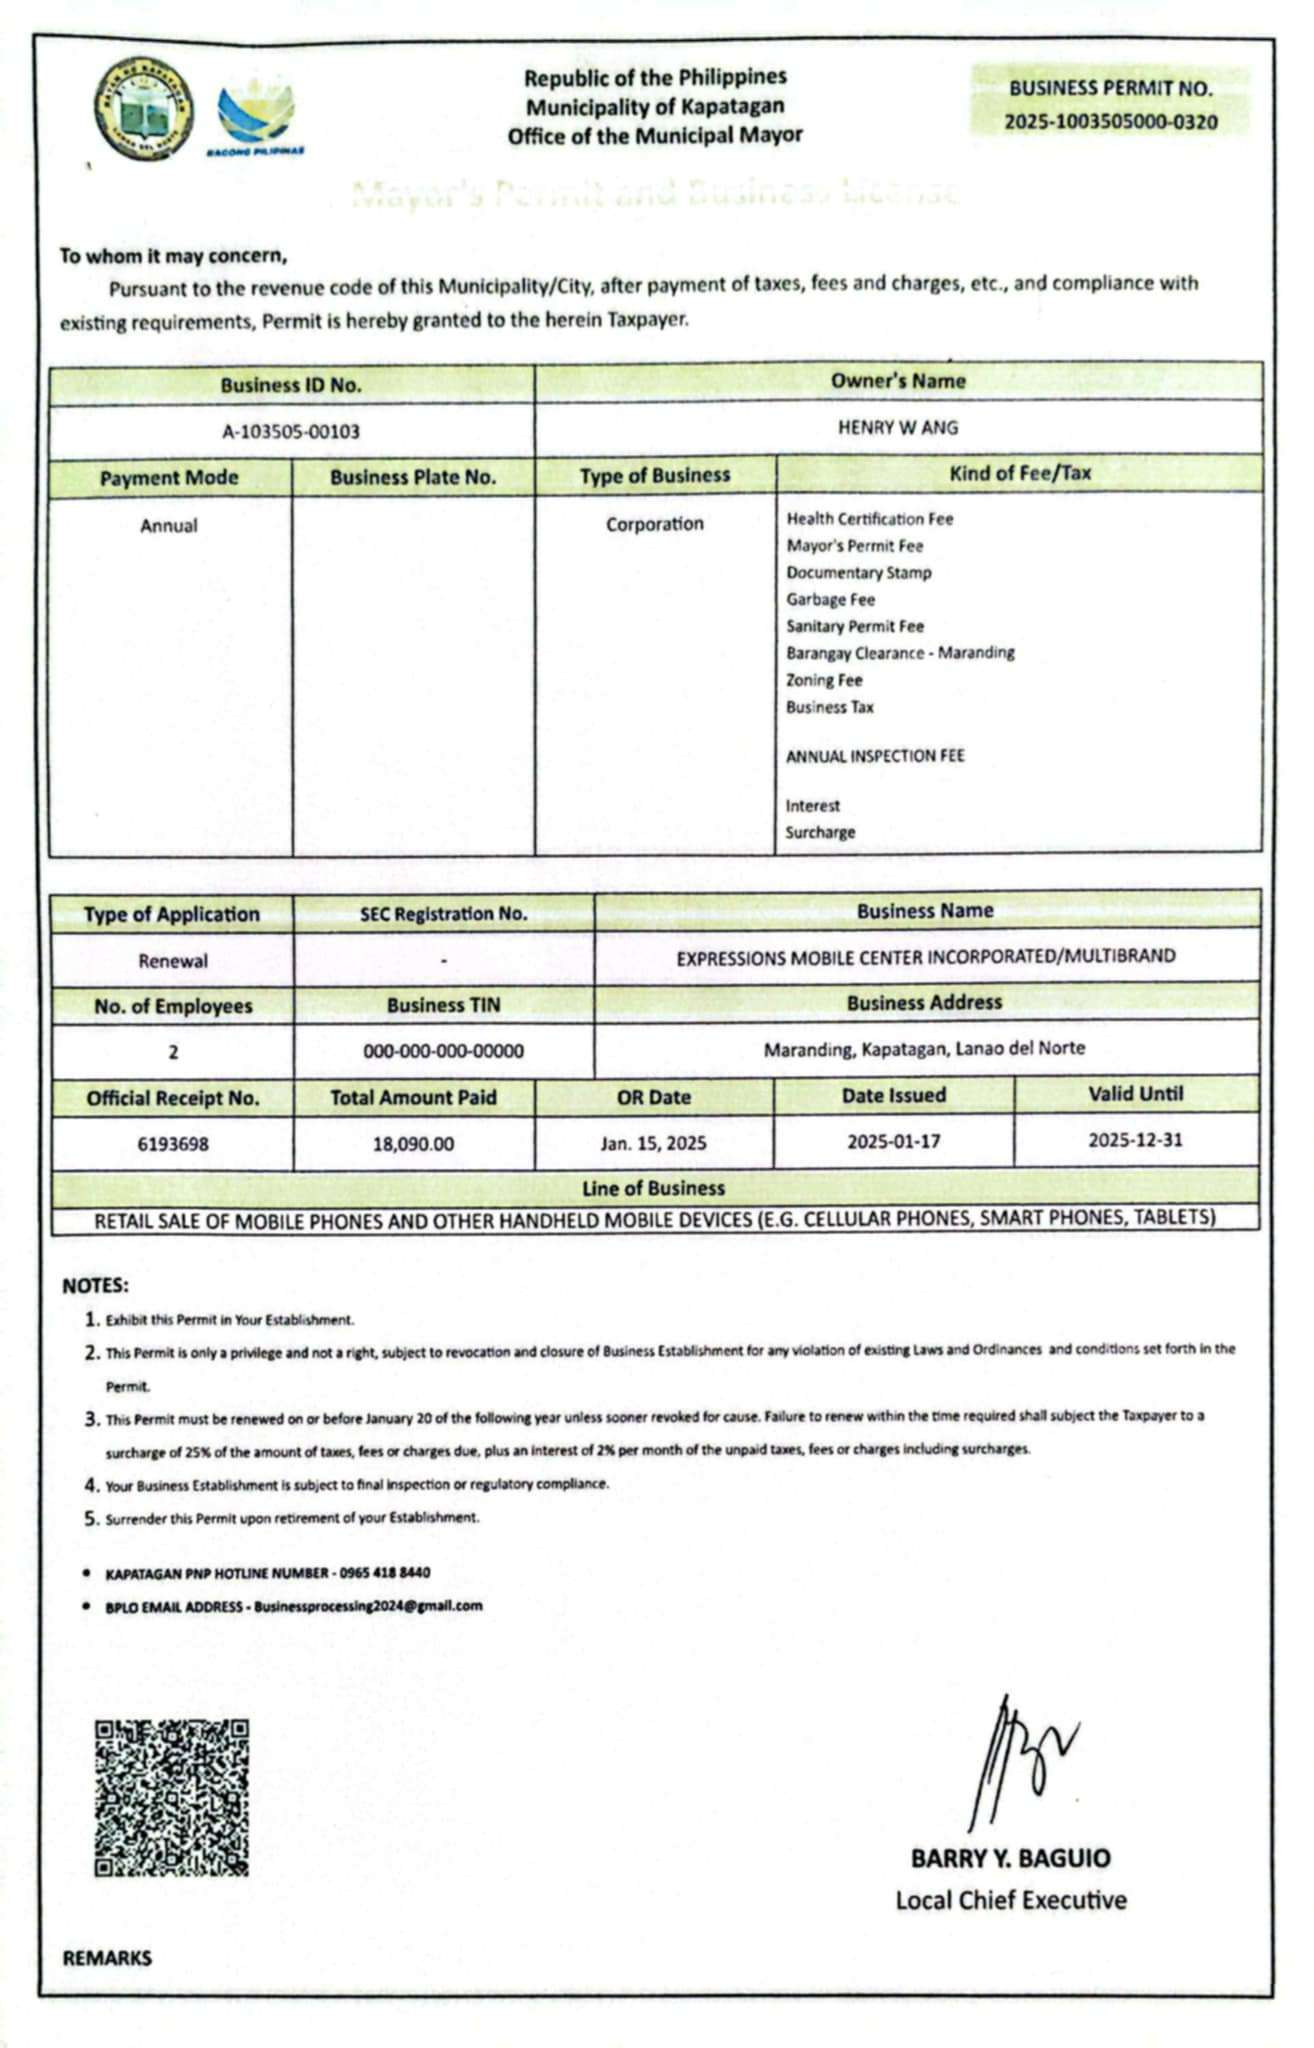 BAYAN NG KAPATAGAN
LANAO DEL NORTE
BAGONG PILIPINAS
Republic of the Philippines
Municipality of Kapatagan
Office of the Municipal Mayor
BUSINESS PERMIT NO.
2025-1003505000-0320
Mayor's Permit and Business License
To whom it may concern,
Pursuant to the revenue code of this Municipality/City, after payment of taxes, fees and charges, etc., and compliance with
existing requirements, Permit is hereby granted to the herein Taxpayer.
Business ID No. Owner's Name
A-103505-00103 HENRY W ANG
Payment Mode Business Plate No. Type of Business Kind of Fee/Tax
Annual Corporation Health Certification Fee
Mayor's Permit Fee
Documentary Stamp
Garbage Fee
Sanitary Permit Fee
Barangay Clearance - Maranding
Zoning Fee
Business Tax
ANNUAL INSPECTION FEE
Interest
Surcharge
Type of Application SEC Registration No. Business Name
Renewal - EXPRESSIONS MOBILE CENTER INCORPORATED/MULTIBRAND
No. of Employees Business TIN Business Address
2 000-000-000-00000 Maranding, Kapatagan, Lanao del Norte
Official Receipt No. Total Amount Paid OR Date Date Issued Valid Until
6193698 18,090.00 Jan. 15, 2025 2025-01-17 2025-12-31
Line of Business
RETAIL SALE OF MOBILE PHONES AND OTHER HANDHELD MOBILE DEVICES (E.G. CELLULAR PHONES, SMART PHONES, TABLETS)
NOTES:
1. Exhibit this Permit in Your Establishment.
2. This Permit is only a privilege and not a right, subject to revocation and closure of Business Establishment for any violation of existing Laws and Ordinances and conditions set forth in the
Permit.
3. This Permit must be renewed on or before January 20 of the following year unless sooner revoked for cause. Failure to renew within the time required shall subject the Taxpayer to a
surcharge of 25% of the amount of taxes, fees or charges due, plus an interest of 2% per month of the unpaid taxes, fees or charges including surcharges.
4. Your Business Establishment is subject to final inspection or regulatory compliance.
5. Surrender this Permit upon retirement of your Establishment.
• KAPATAGAN PNP HOTLINE NUMBER - 0965 418 8440
• BPLO EMAIL ADDRESS - Businessprocessing2024@gmail.com
BARRY Y. BAGUIO
Local Chief Executive
REMARKS